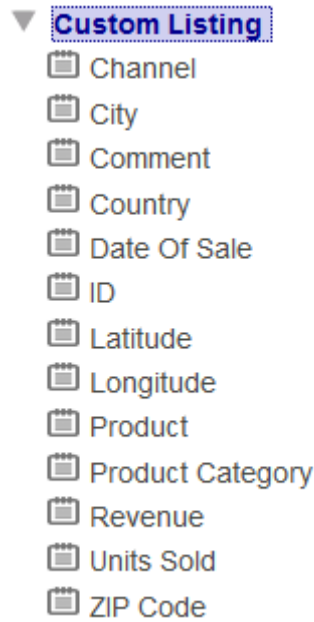 Custom Listing
Channel
City
Comment
Country
Date Of Sale
ID
Latitude
Longitude
Product
Product Category
Revenue
Units Sold
ZIP Code